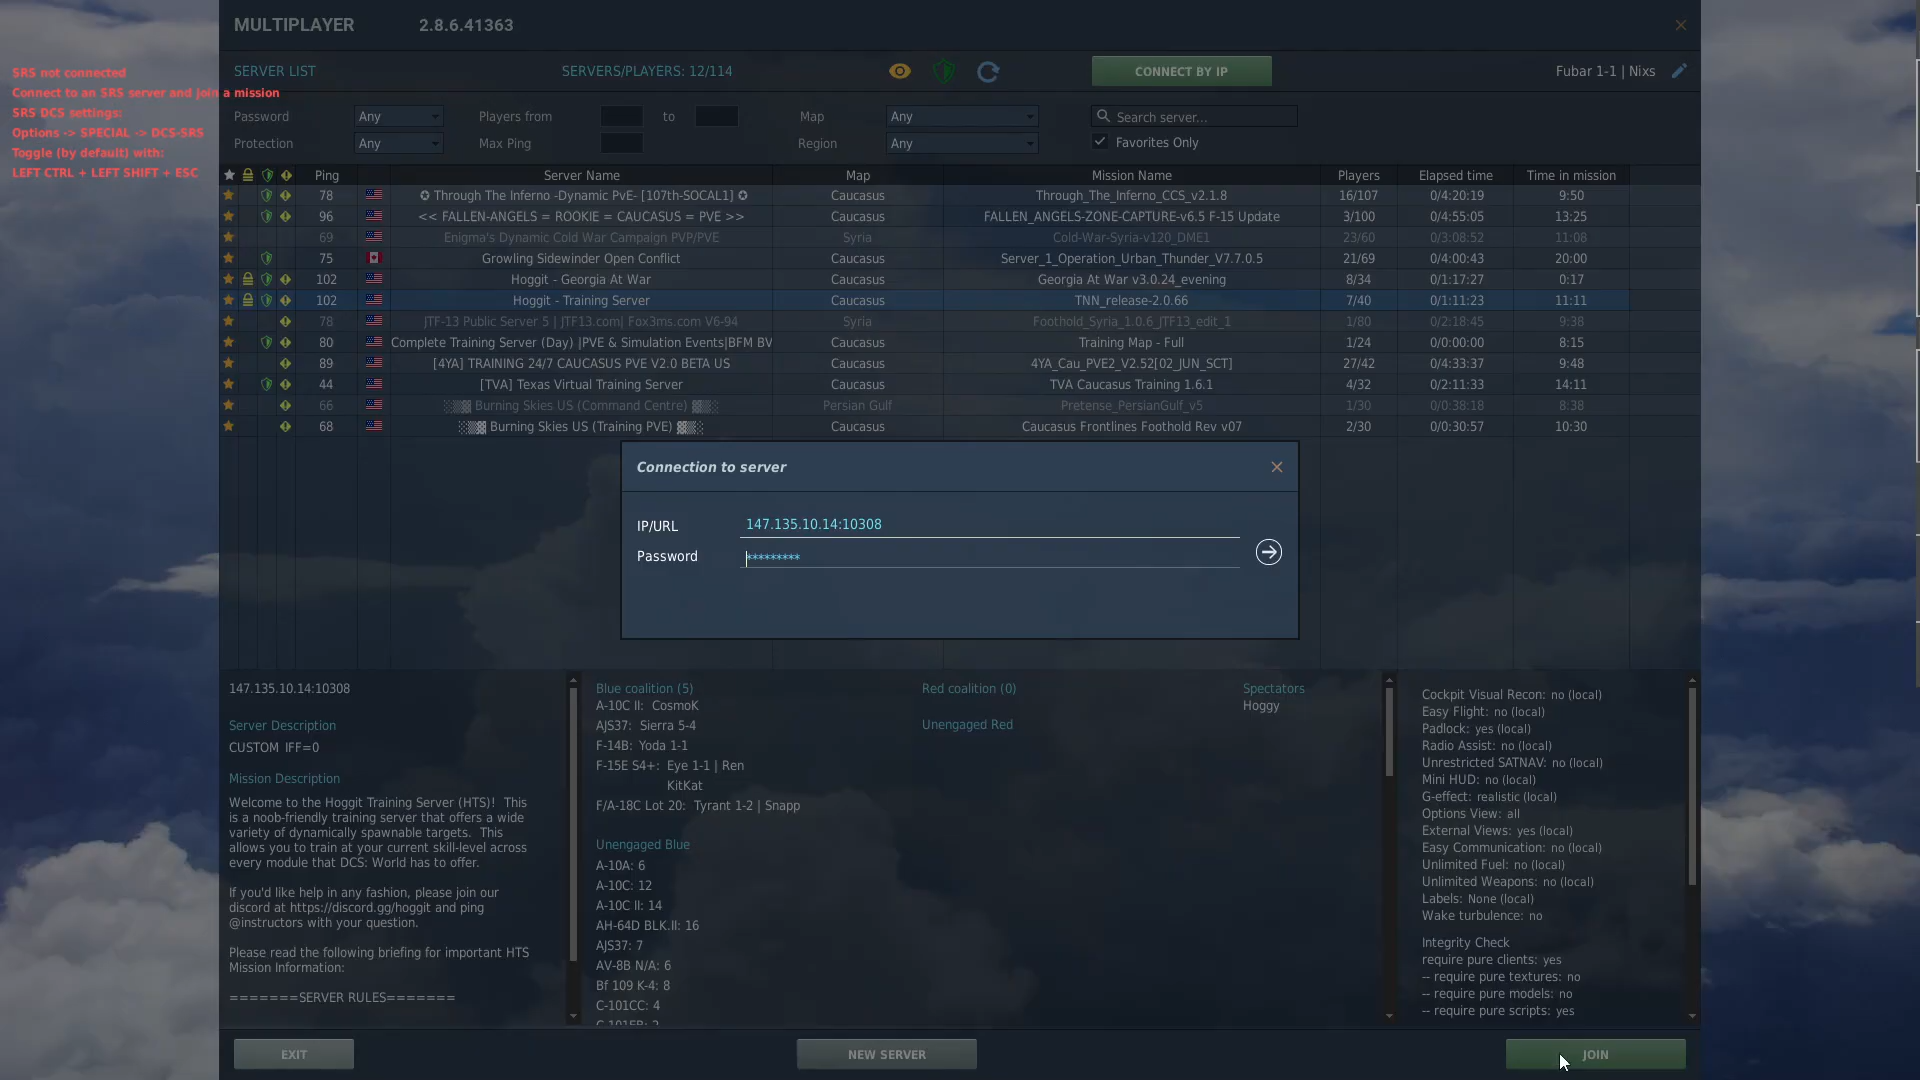 MULTIPLAYER 2.8.6.41363
SERVER LIST SERVERS/PLAYERS: 12/114 CONNECT BY IP Fubar 1-1 | Nixs
SRS not connected
Connect to an SRS server and join a mission
SRS DCS settings:
Options -> SPECIAL -> DCS-SRS
Toggle (by default) with:
LEFT CTRL + LEFT SHIFT + ESC
Password Any Players from to Map Any Search server...
Protection Any Max Ping Region Any Favorites Only
Ping Server Name Map Mission Name Players Elapsed time Time in mission
78 ✪ Through The Inferno -Dynamic PvE- [107th-SOCAL1] ✪ Caucasus Through_The_Inferno_CCS_v2.1.8 16/107 0/4:20:19 9:50
96 << FALLEN-ANGELS = ROOKIE = CAUCASUS = PVE >> Caucasus FALLEN_ANGELS-ZONE-CAPTURE-v6.5 F-15 Update 3/100 0/4:55:05 13:25
69 Enigma's Dynamic Cold War Campaign PVP/PVE Syria Cold-War-Syria-v120_DME1 23/60 0/3:08:52 11:08
75 Growling Sidewinder Open Conflict Caucasus Server_1_Operation_Urban_Thunder_V7.7.0.5 21/69 0/4:00:43 20:00
102 Hoggit - Georgia At War Caucasus Georgia At War v3.0.24_evening 8/34 0/1:17:27 0:17
102 Hoggit - Training Server Caucasus TNN_release-2.0.66 7/40 0/1:11:23 11:11
78 JTF-13 Public Server 5 | JTF13.com| Fox3ms.com V6-94 Syria Foothold_Syria_1.0.6_JTF13_edit_1 1/80 0/2:18:45 9:38
80 Complete Training Server (Day) |PVE & Simulation Events|BFM BV Caucasus Training Map - Full 1/24 0/0:00:00 8:15
89 [4YA] TRAINING 24/7 CAUCASUS PVE V2.0 BETA US Caucasus 4YA_Cau_PVE2_V2.52[02_JUN_SCT] 27/42 0/4:33:37 9:48
44 [TVA] Texas Virtual Training Server Caucasus TVA Caucasus Training 1.6.1 4/32 0/2:11:33 14:11
66 ░▒▓ Burning Skies US (Command Centre) ▓▒░ Persian Gulf Pretense_PersianGulf_v5 1/30 0/0:38:18 8:38
68 ░▒▓ Burning Skies US (Training PVE) ▓▒░ Caucasus Caucasus Frontlines Foothold Rev v07 2/30 0/0:30:57 10:30
Connection to server
IP/URL 147.135.10.14:10308
Password *********
147.135.10.14:10308
Server Description
CUSTOM IFF=0
Mission Description
Welcome to the Hoggit Training Server (HTS)! This
is a noob-friendly training server that offers a wide
variety of dynamically spawnable targets. This
allows you to train at your current skill-level across
every module that DCS: World has to offer.
If you'd like help in any fashion, please join our
discord at https://discord.gg/hoggit and ping
@instructors with your question.
Please read the following briefing for important HTS
Mission Information:
=======SERVER RULES=======
Blue coalition (5)
A-10C II: CosmoK
AJS37: Sierra 5-4
F-14B: Yoda 1-1
F-15E S4+: Eye 1-1 | Ren
KitKat
F/A-18C Lot 20: Tyrant 1-2 | Snapp
Unengaged Blue
A-10A: 6
A-10C: 12
A-10C II: 14
AH-64D BLK.II: 16
AJS37: 7
AV-8B N/A: 6
Bf 109 K-4: 8
C-101CC: 4
C-101EB: 2
Red coalition (0)
Unengaged Red
Spectators
Hoggy
Cockpit Visual Recon: no (local)
Easy Flight: no (local)
Padlock: yes (local)
Radio Assist: no (local)
Unrestricted SATNAV: no (local)
Mini HUD: no (local)
G-effect: realistic (local)
Options View: all
External Views: yes (local)
Easy Communication: no (local)
Unlimited Fuel: no (local)
Unlimited Weapons: no (local)
Labels: None (local)
Wake turbulence: no
Integrity Check
require pure clients: yes
-- require pure textures: no
-- require pure models: no
-- require pure scripts: yes
EXIT NEW SERVER JOIN